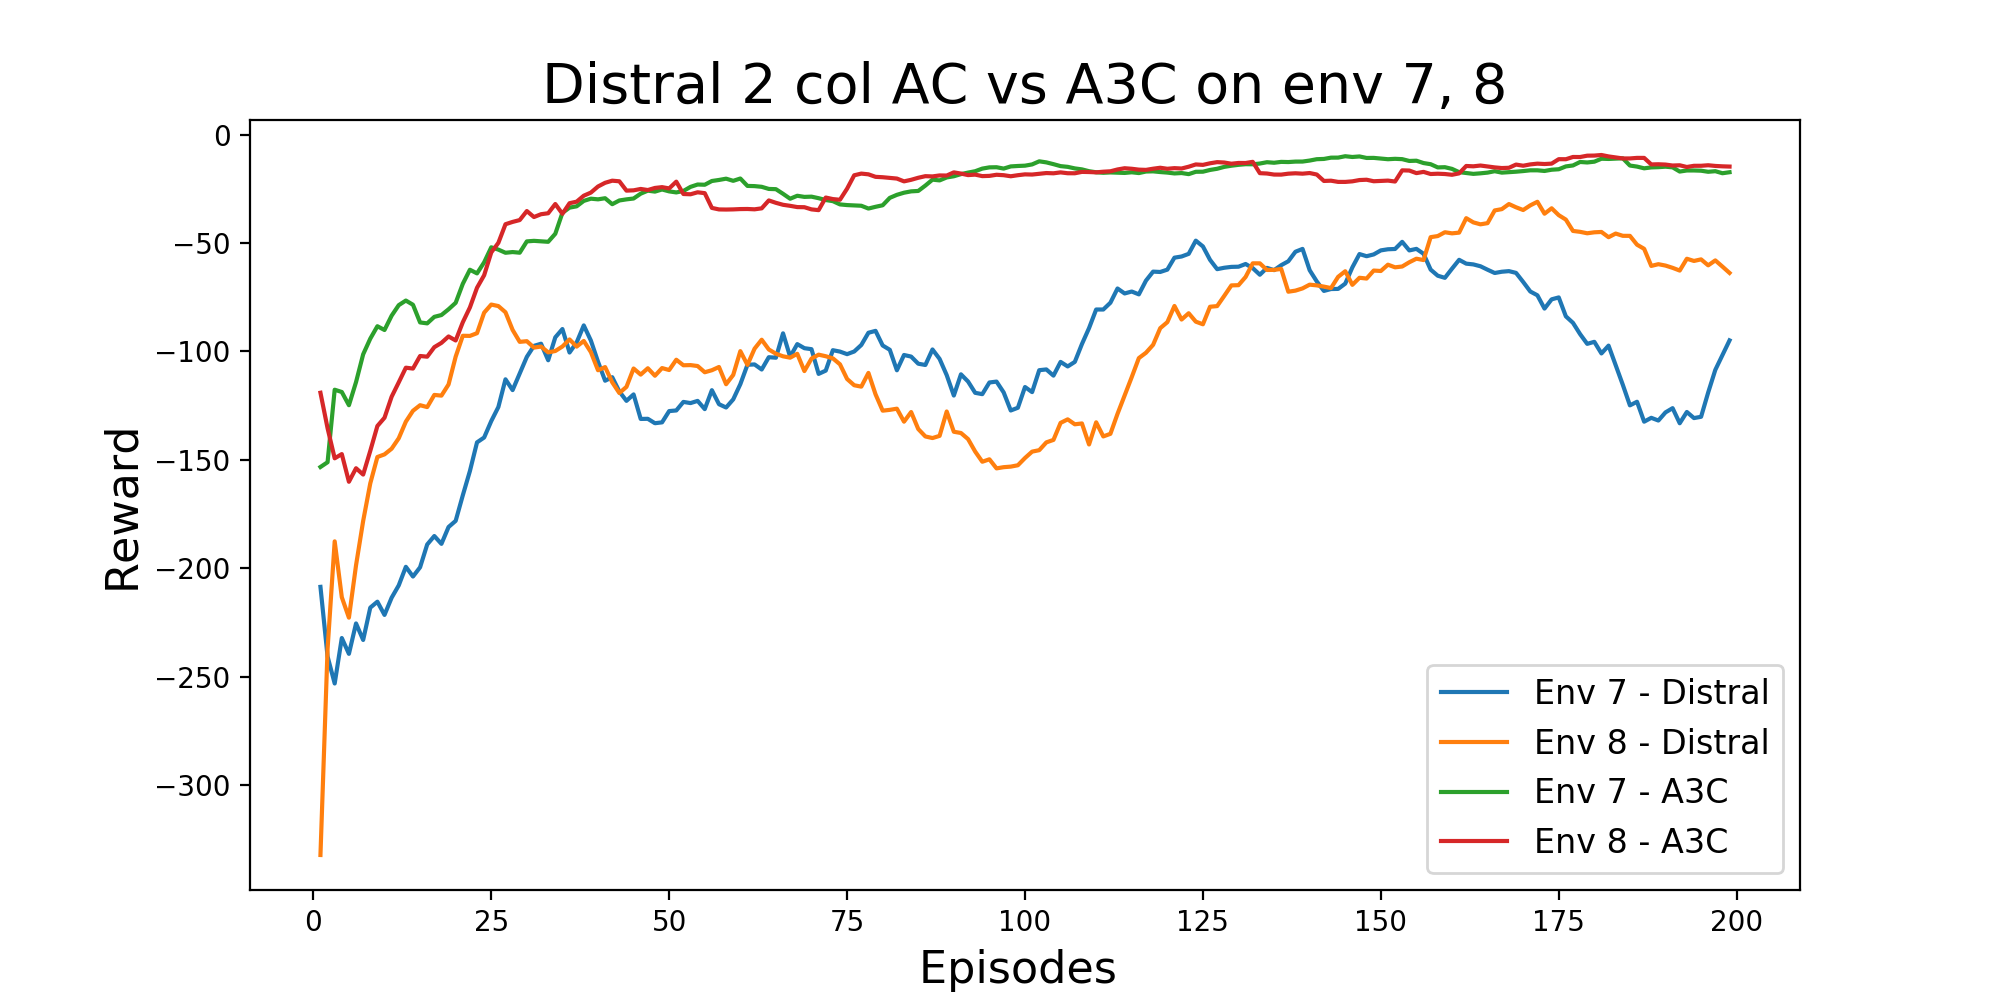 Distral 2 col AC vs A3C on env 7, 8
Reward
0
−50
−100
−150
−200
−250
−300
0 25 50 75 100 125 150 175 200
Episodes
Env 7 - Distral
Env 8 - Distral
Env 7 - A3C
Env 8 - A3C